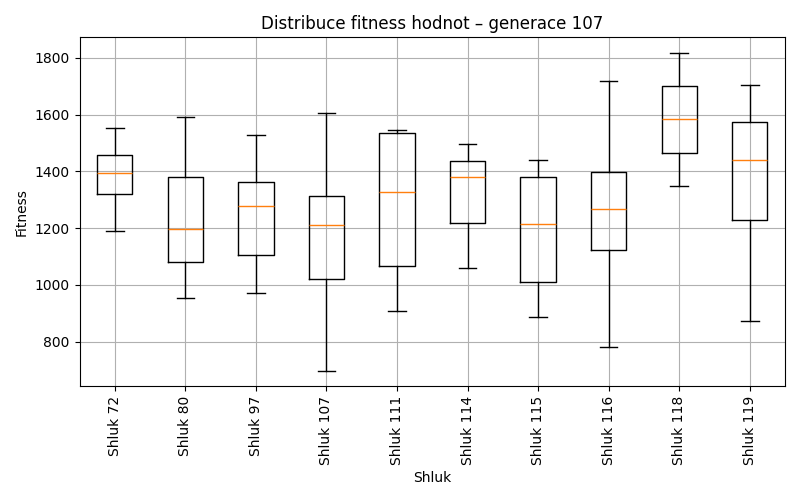 Distribuce fitness hodnot – generace 107
Fitness
1800
1600
1400
1200
1000
800
Shluk 72
Shluk 80
Shluk 97
Shluk 107
Shluk 111
Shluk 114
Shluk 115
Shluk 116
Shluk 118
Shluk 119
Shluk